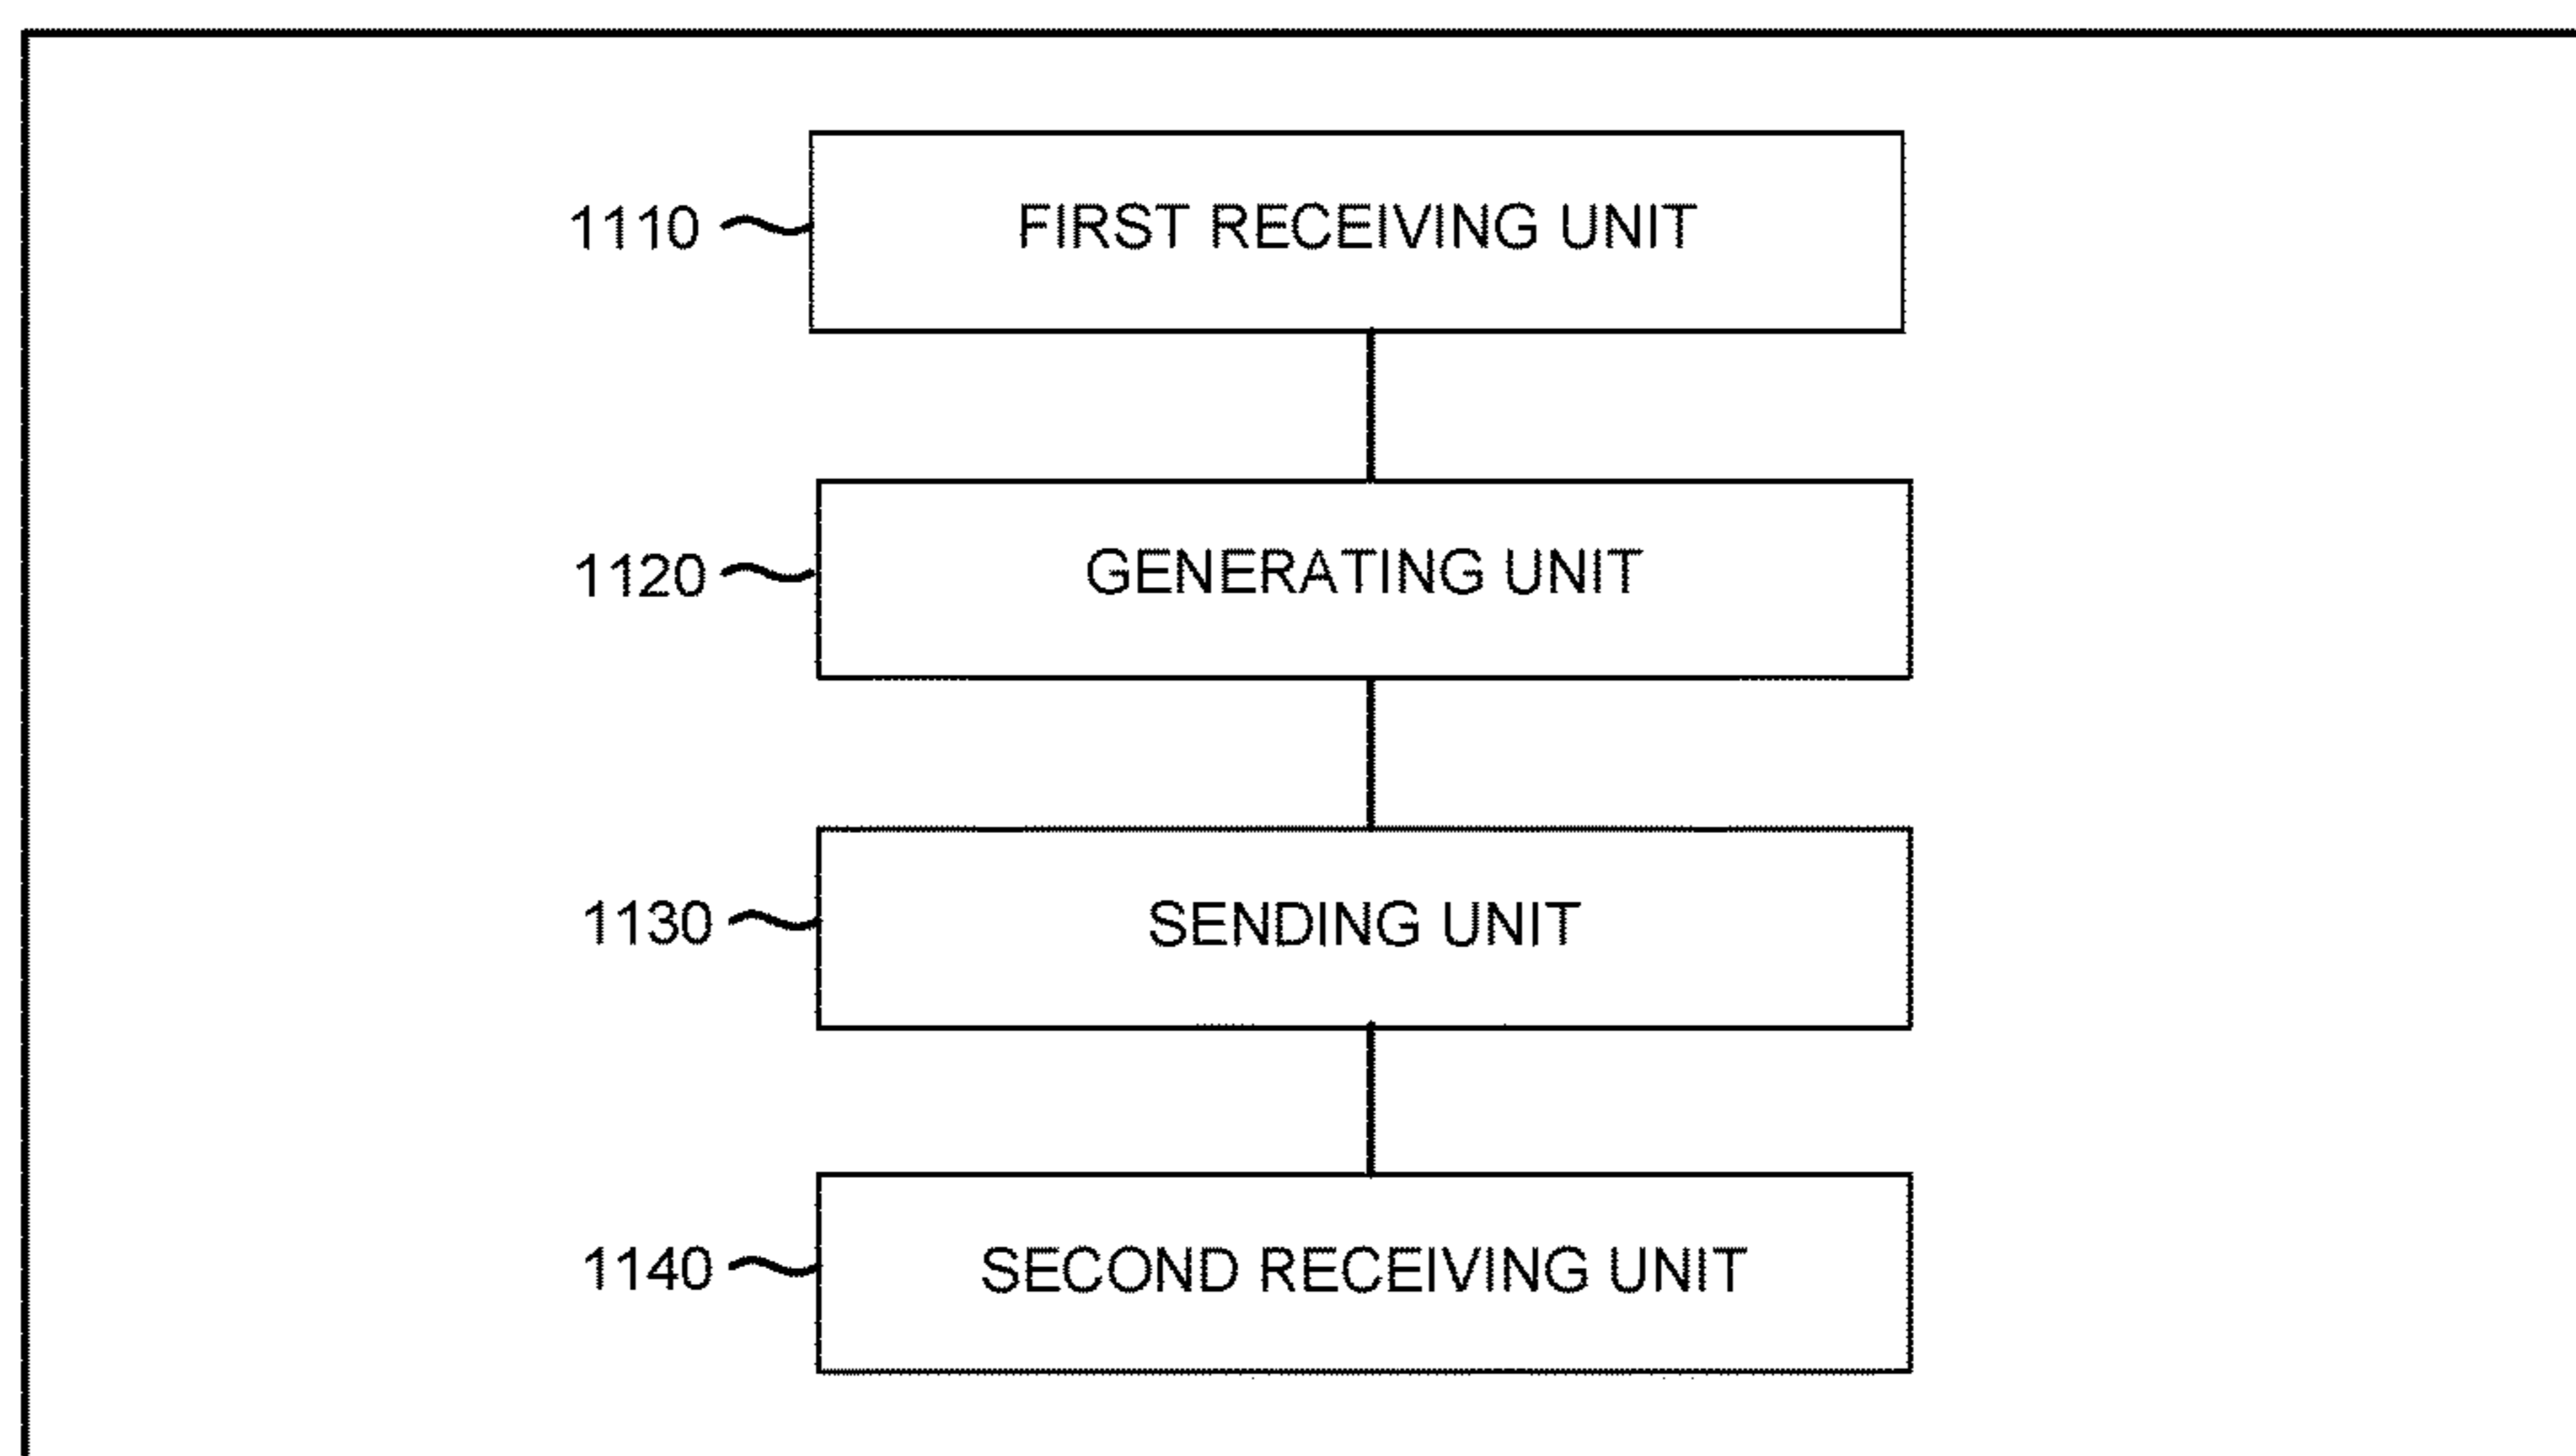 1110 FIRST RECEIVING UNIT
1120 GENERATING UNIT
1130 SENDING UNIT
1140 SECOND RECEIVING UNIT